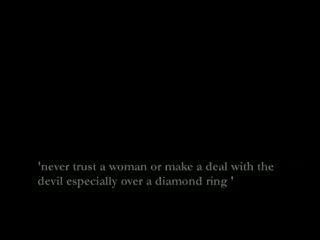 'never trust a woman or make a deal with the
devil especially over a diamond ring '